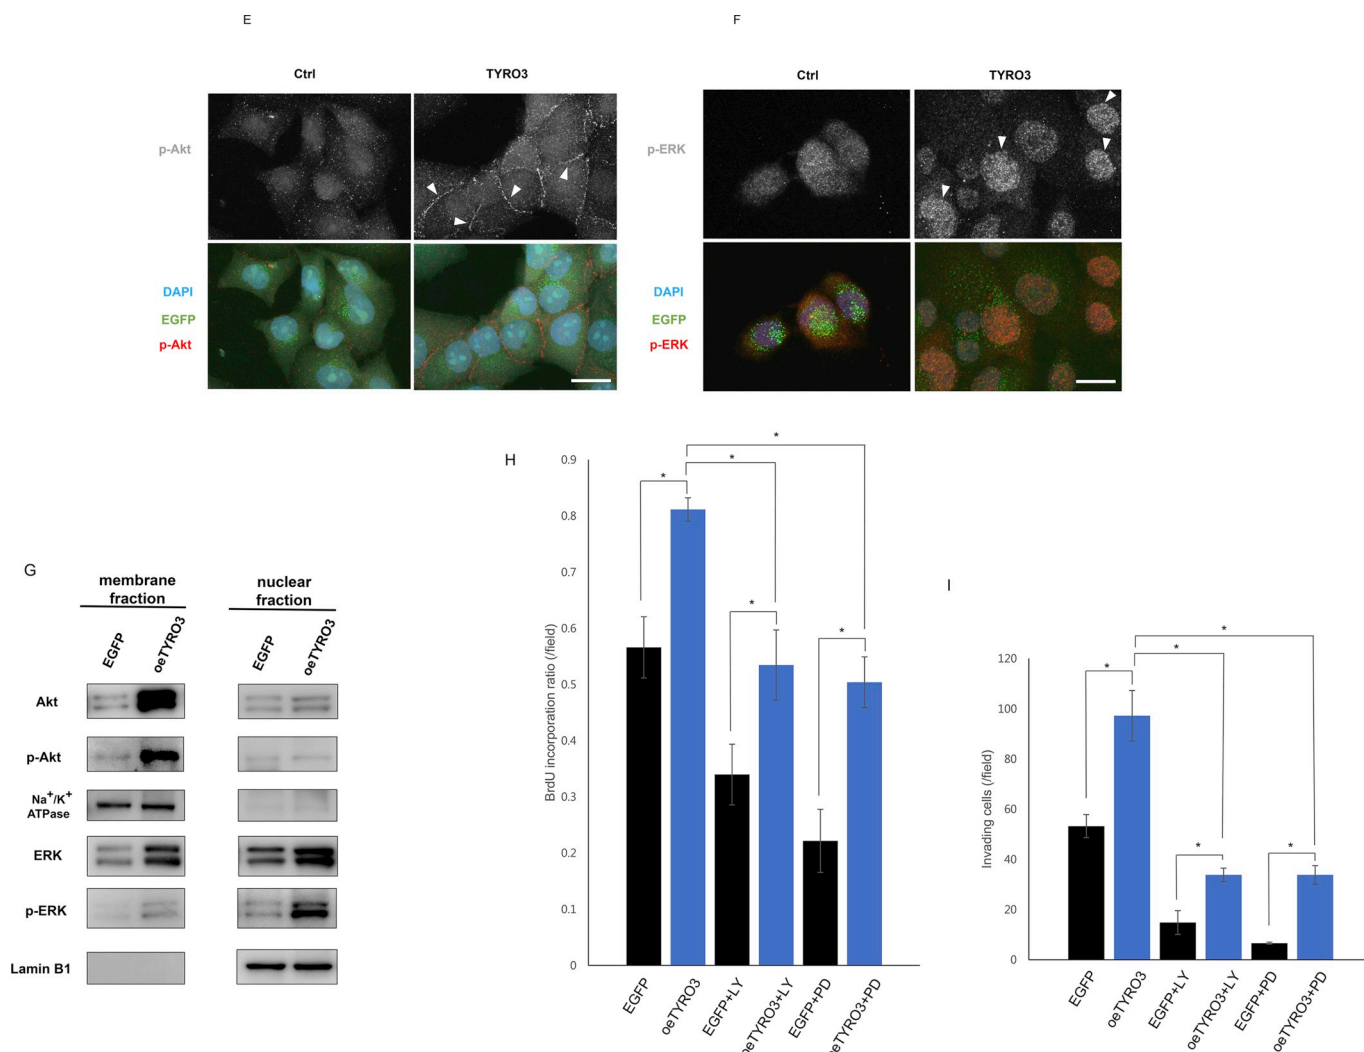 E
Ctrl
TYRO3
p-Akt
DAPI
EGFP
p-Akt
F
Ctrl
TYRO3
p-ERK
DAPI
EGFP
p-ERK
G
membrane
fraction
nuclear
fraction
EGFP
oeTYRO3
EGFP
oeTYRO3
Akt
p-Akt
Na+/K+
ATPase
ERK
p-ERK
Lamin B1
H
BrdU incorporation ratio (/field)
0.9
0.8
0.7
0.6
0.5
0.4
0.3
0.2
0.1
0
*
*
*
*
*
EGFP
oeTYRO3
EGFP+LY
oeTYRO3+LY
EGFP+PD
oeTYRO3+PD
I
Invading cells (/field)
120
100
80
60
40
20
0
*
*
*
*
*
EGFP
oeTYRO3
EGFP+LY
oeTYRO3+LY
EGFP+PD
oeTYRO3+PD